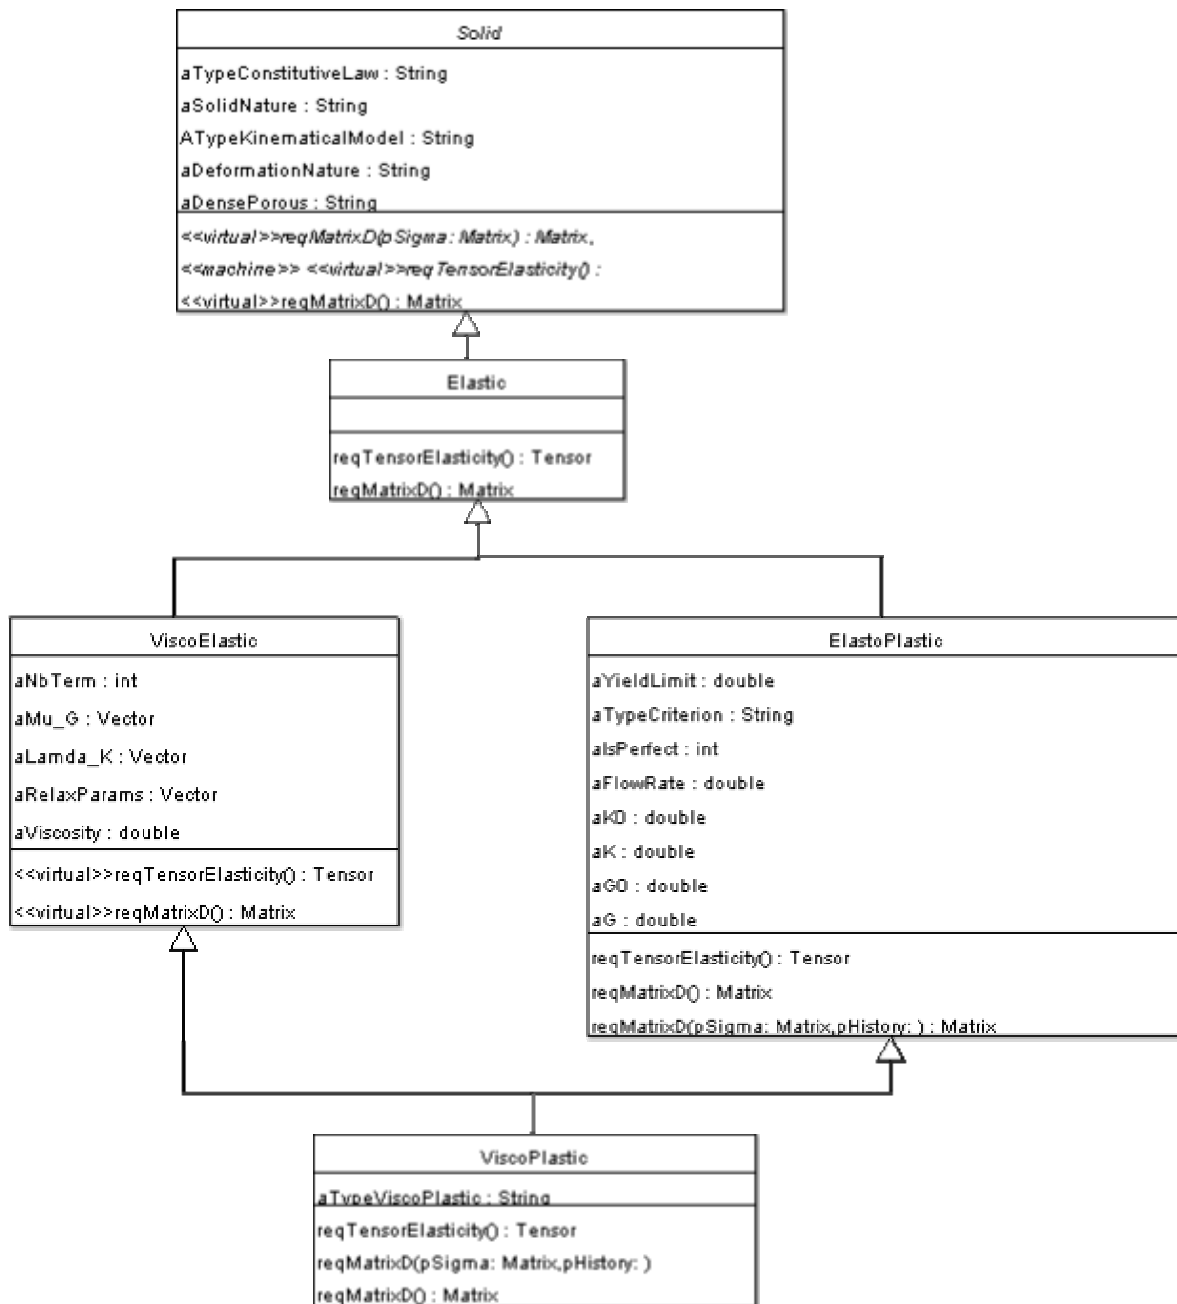 Solid
aTypeConstitutiveLaw : String
aSolidNature : String
ATypeKinematicalModel : String
aDeformationNature : String
aDensePorous : String
<<virtual>>reqMatrixD(pSigma: Matrix) : Matrix,
<<machine>> <<virtual>>reqTensorElasticity() :
<<virtual>>reqMatrixD() : Matrix
Elastic
reqTensorElasticity() : Tensor
reqMatrixD() : Matrix
ViscoElastic
aNbTerm : int
aMu_G : Vector
aLamda_K : Vector
aRelaxParams : Vector
aViscosity : double
<<virtual>>reqTensorElasticity() : Tensor
<<virtual>>reqMatrixD() : Matrix
ElastoPlastic
aYieldLimit : double
aTypeCriterion : String
aIsPerfect : int
aFlowRate : double
aK0 : double
aK : double
aG0 : double
aG : double
reqTensorElasticity() : Tensor
reqMatrixD() : Matrix
reqMatrixD(pSigma: Matrix,pHistory: ) : Matrix
ViscoPlastic
aTypeViscoPlastic : String
reqTensorElasticity() : Tensor
reqMatrixD(pSigma: Matrix,pHistory: )
reqMatrixD() : Matrix